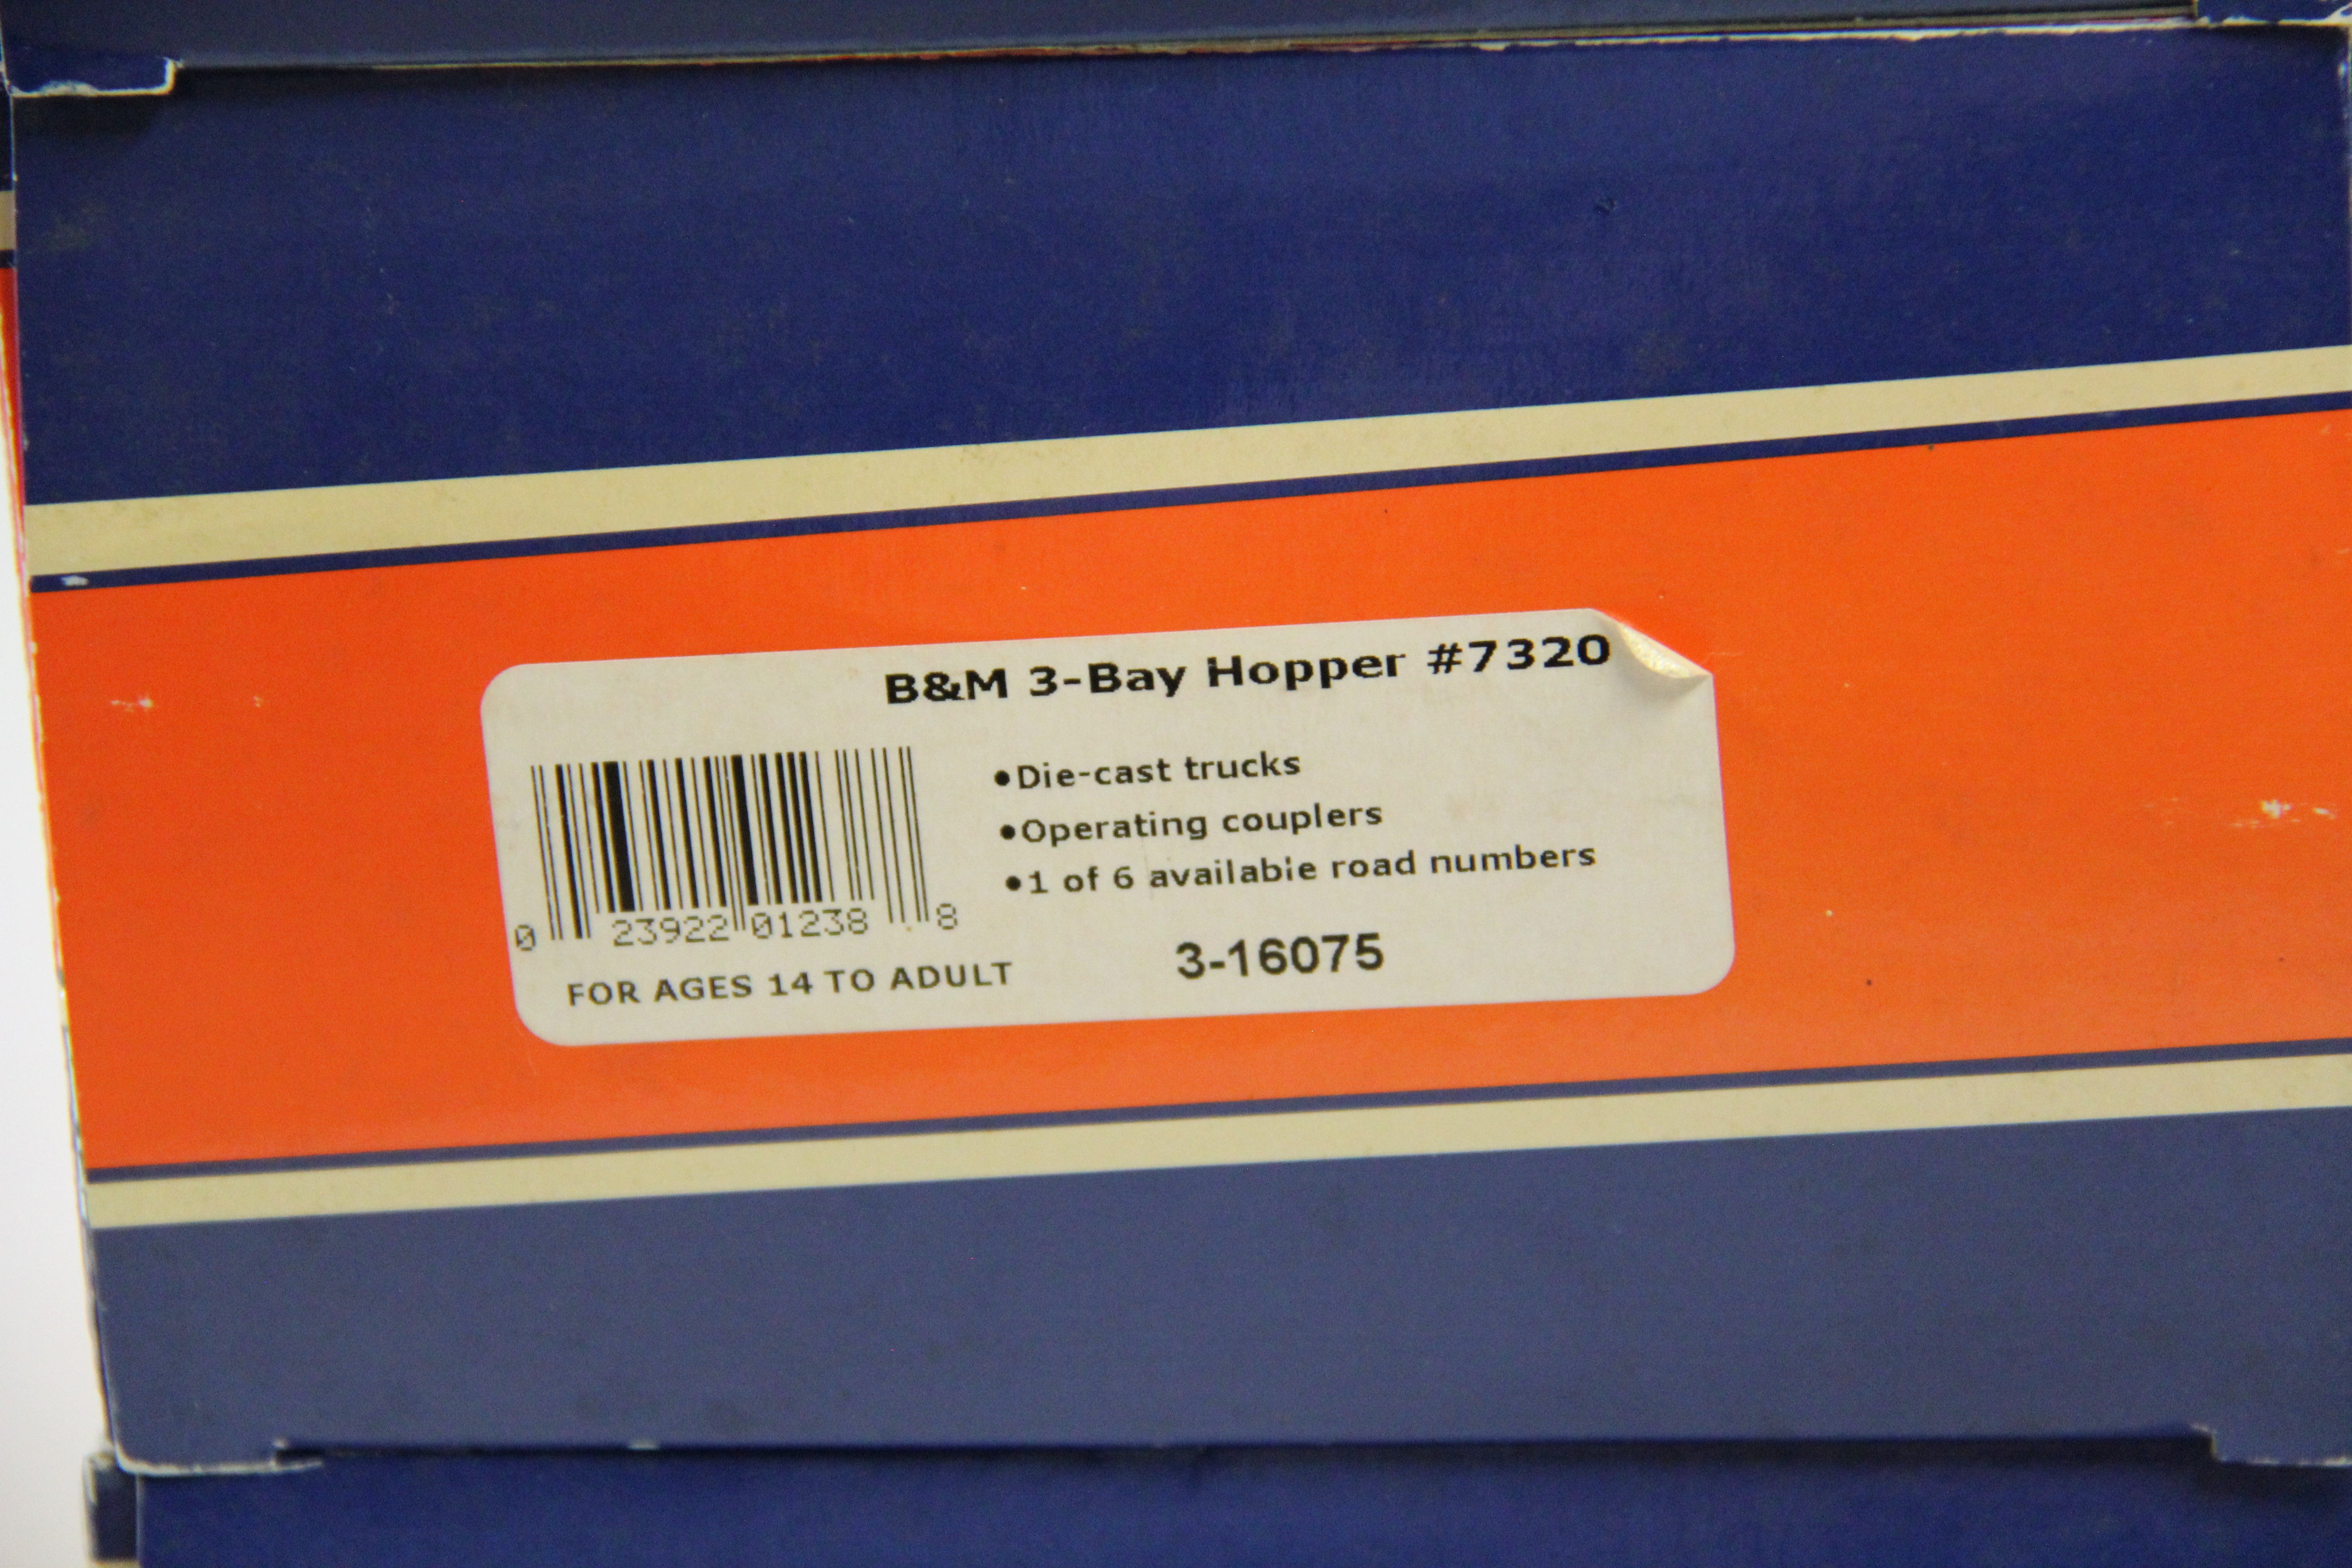 B&M 3-Bay Hopper #7320
•Die-cast trucks
•Operating couplers
•1 of 6 available road numbers
0 23922 01238 8
FOR AGES 14 TO ADULT
3-16075